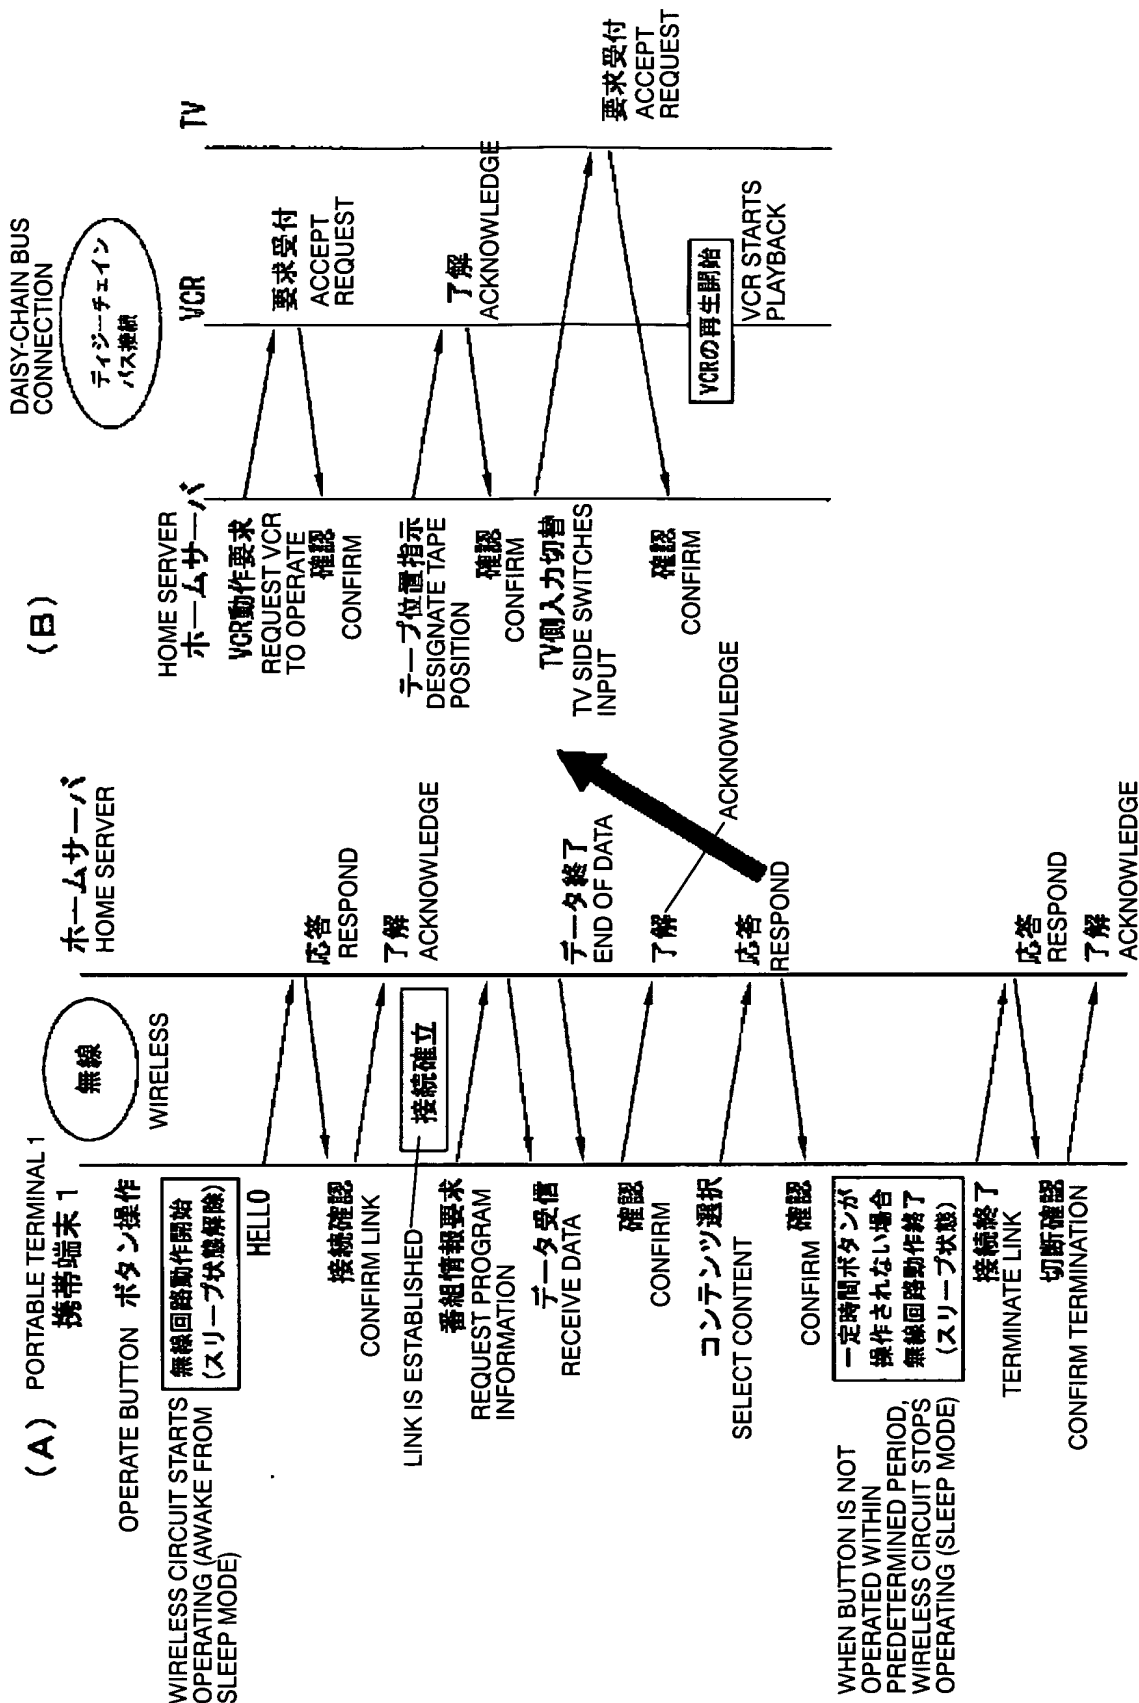 (A)
PORTABLE TERMINAL 1
携帯端末1
無線
WIRELESS
ホームサーバ
HOME SERVER
OPERATE BUTTON ボタン操作
WIRELESS CIRCUIT STARTS
OPERATING (AWAKE FROM
SLEEP MODE)
無線回路動作開始
(スリープ状態解除)
HELLO
応答
RESPOND
接続確認
CONFIRM LINK
了解
ACKNOWLEDGE
LINK IS ESTABLISHED
接続確立
番組情報要求
REQUEST PROGRAM
INFORMATION
データ受信
RECEIVE DATA
データ終了
END OF DATA
確認
CONFIRM
了解
ACKNOWLEDGE
コンテンツ選択
SELECT CONTENT
応答
RESPOND
確認
CONFIRM
WHEN BUTTON IS NOT
OPERATED WITHIN
PREDETERMINED PERIOD,
WIRELESS CIRCUIT STOPS
OPERATING (SLEEP MODE)
一定時間ボタンが
操作されない場合
無線回路動作終了
(スリープ状態)
接続終了
TERMINATE LINK
応答
RESPOND
切断確認
CONFIRM TERMINATION
了解
ACKNOWLEDGE
(B)
DAISY-CHAIN BUS
CONNECTION
ディジーチェイン
バス接続
HOME SERVER
ホームサーバ
VCR
TV
VCR動作要求
REQUEST VCR
TO OPERATE
要求受付
ACCEPT
REQUEST
確認
CONFIRM
テープ位置指示
DESIGNATE TAPE
POSITION
了解
ACKNOWLEDGE
確認
CONFIRM
TV側入力切替
TV SIDE SWITCHES
INPUT
要求受付
ACCEPT
REQUEST
確認
CONFIRM
VCRの再生開始
VCR STARTS
PLAYBACK